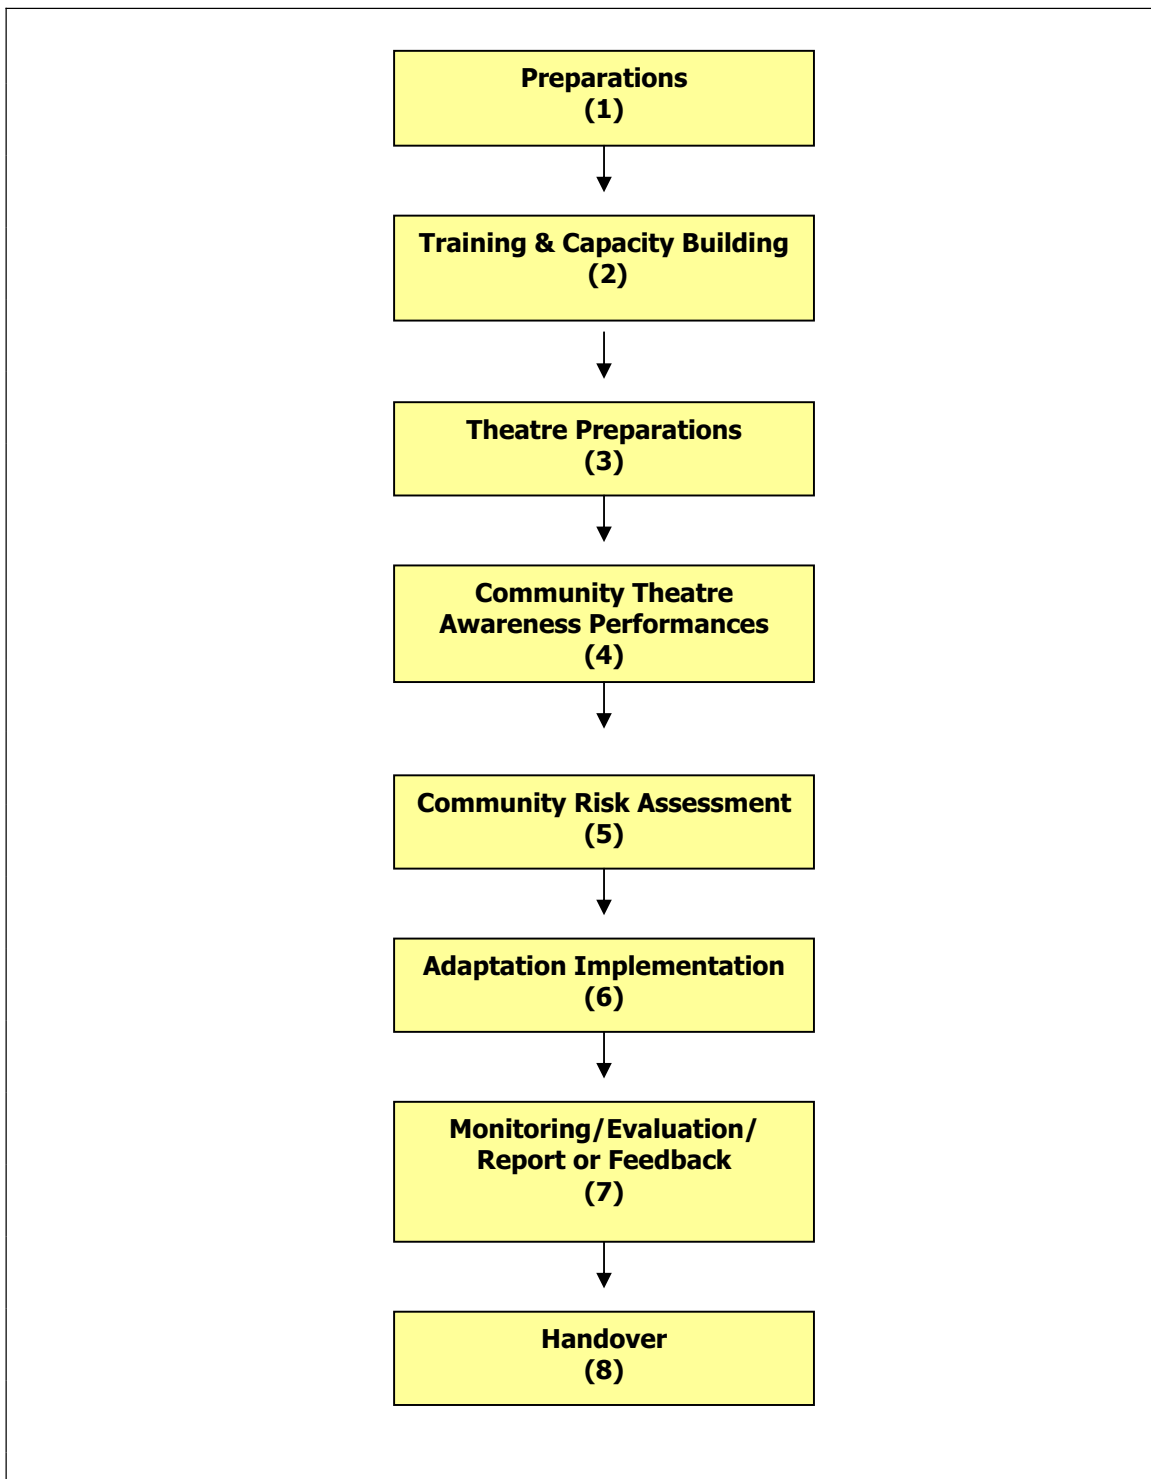 Preparations
(1)
Training & Capacity Building
(2)
Theatre Preparations
(3)
Community Theatre
Awareness Performances
(4)
Community Risk Assessment
(5)
Adaptation Implementation
(6)
Monitoring/Evaluation/
Report or Feedback
(7)
Handover
(8)